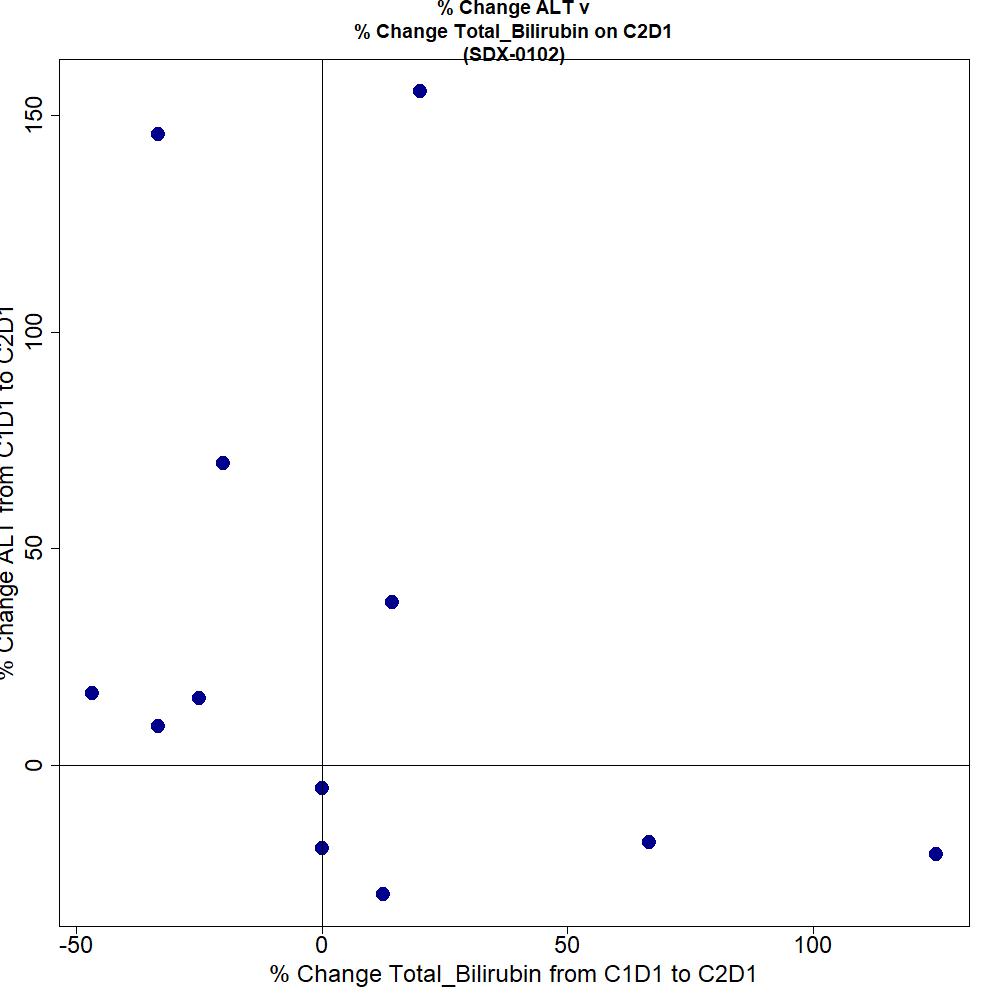 % Change ALT v
% Change Total_Bilirubin on C2D1
(SDX-0102)
% Change ALT from C1D1 to C2D1
150
100
50
0
-50
0
50
100
% Change Total_Bilirubin from C1D1 to C2D1